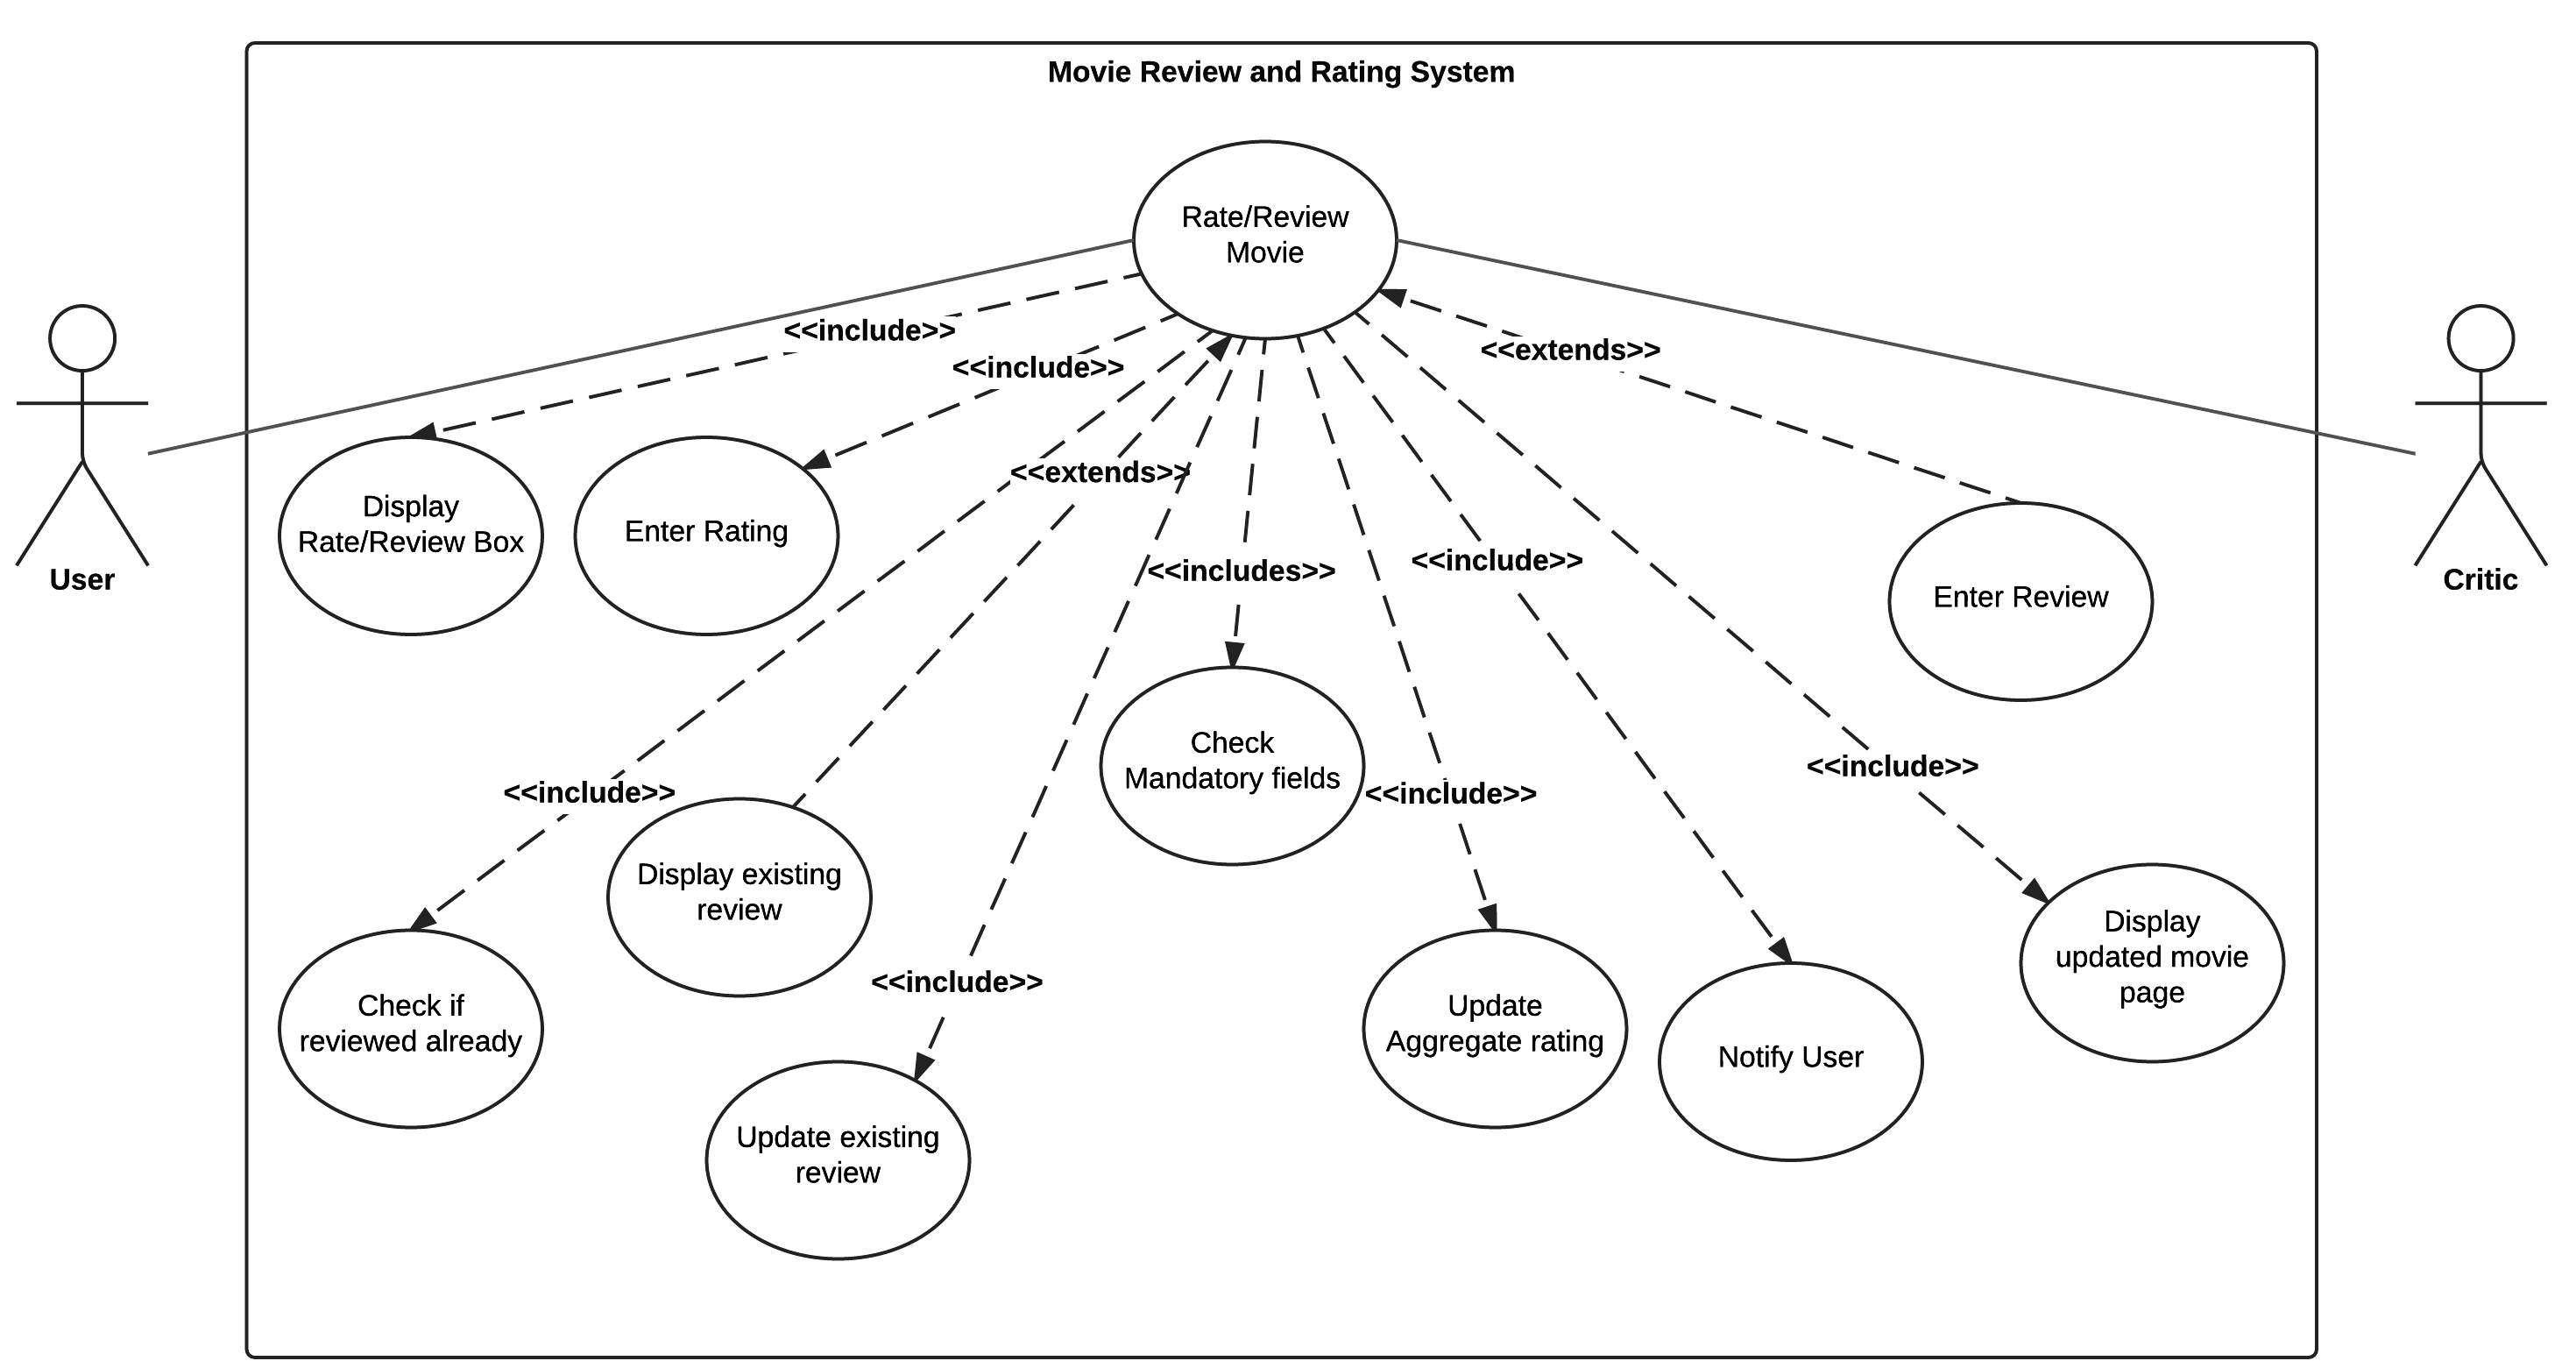 Movie Review and Rating System
Rate/Review
Movie
<<include>>
<<extends>>
<<include>>
<<extends>>
Display
Rate/Review Box
Enter Rating
<<includes>>
<<include>>
User
Critic
Enter Review
Check
Mandatory fields
<<include>>
<<include>>
<<include>>
Display existing
review
Display
updated movie
page
<<include>>
Check if
reviewed already
Update
Aggregate rating
Notify User
Update existing
review